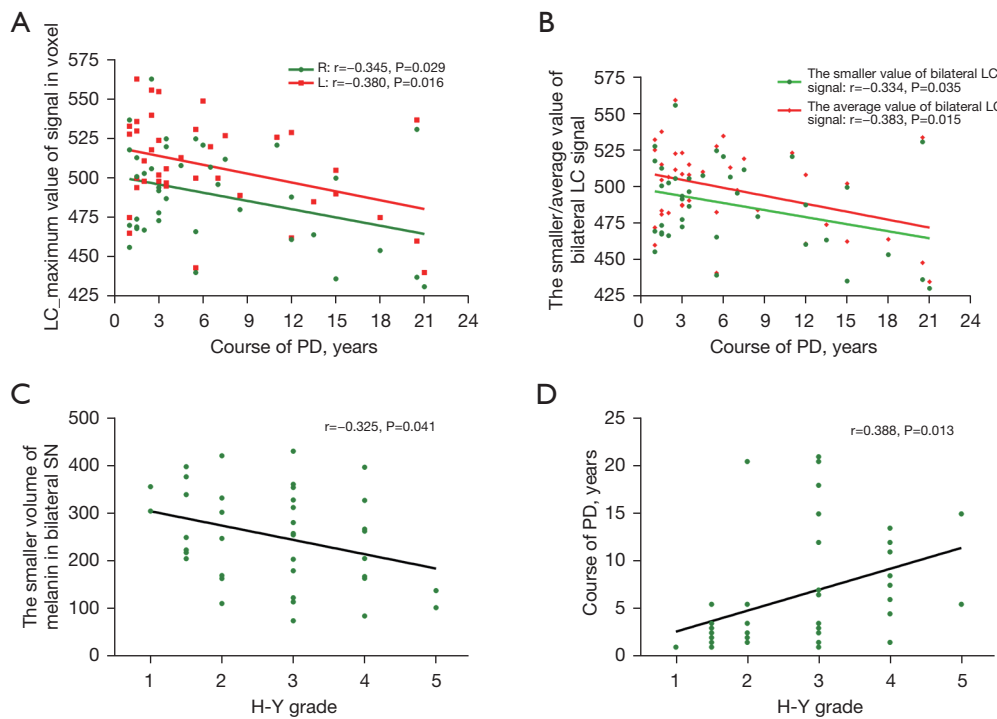 A
LC_maximum value of signal in voxel
575
550
525
500
475
450
425
0 3 6 9 12 15 18 21 24
Course of PD, years
R: r=−0.345, P=0.029
L: r=−0.380, P=0.016
B
The smaller/average value of
bilateral LC signal
575
550
525
500
475
450
425
0 3 6 9 12 15 18 21 24
Course of PD, years
The smaller value of bilateral LC
signal: r=−0.334, P=0.035
The average value of bilateral LC
signal: r=−0.383, P=0.015
C
The smaller volume of
melanin in bilateral SN
500
400
300
200
100
0
1 2 3 4 5
H-Y grade
r=−0.325, P=0.041
D
Course of PD, years
25
20
15
10
5
0
1 2 3 4 5
H-Y grade
r=0.388, P=0.013